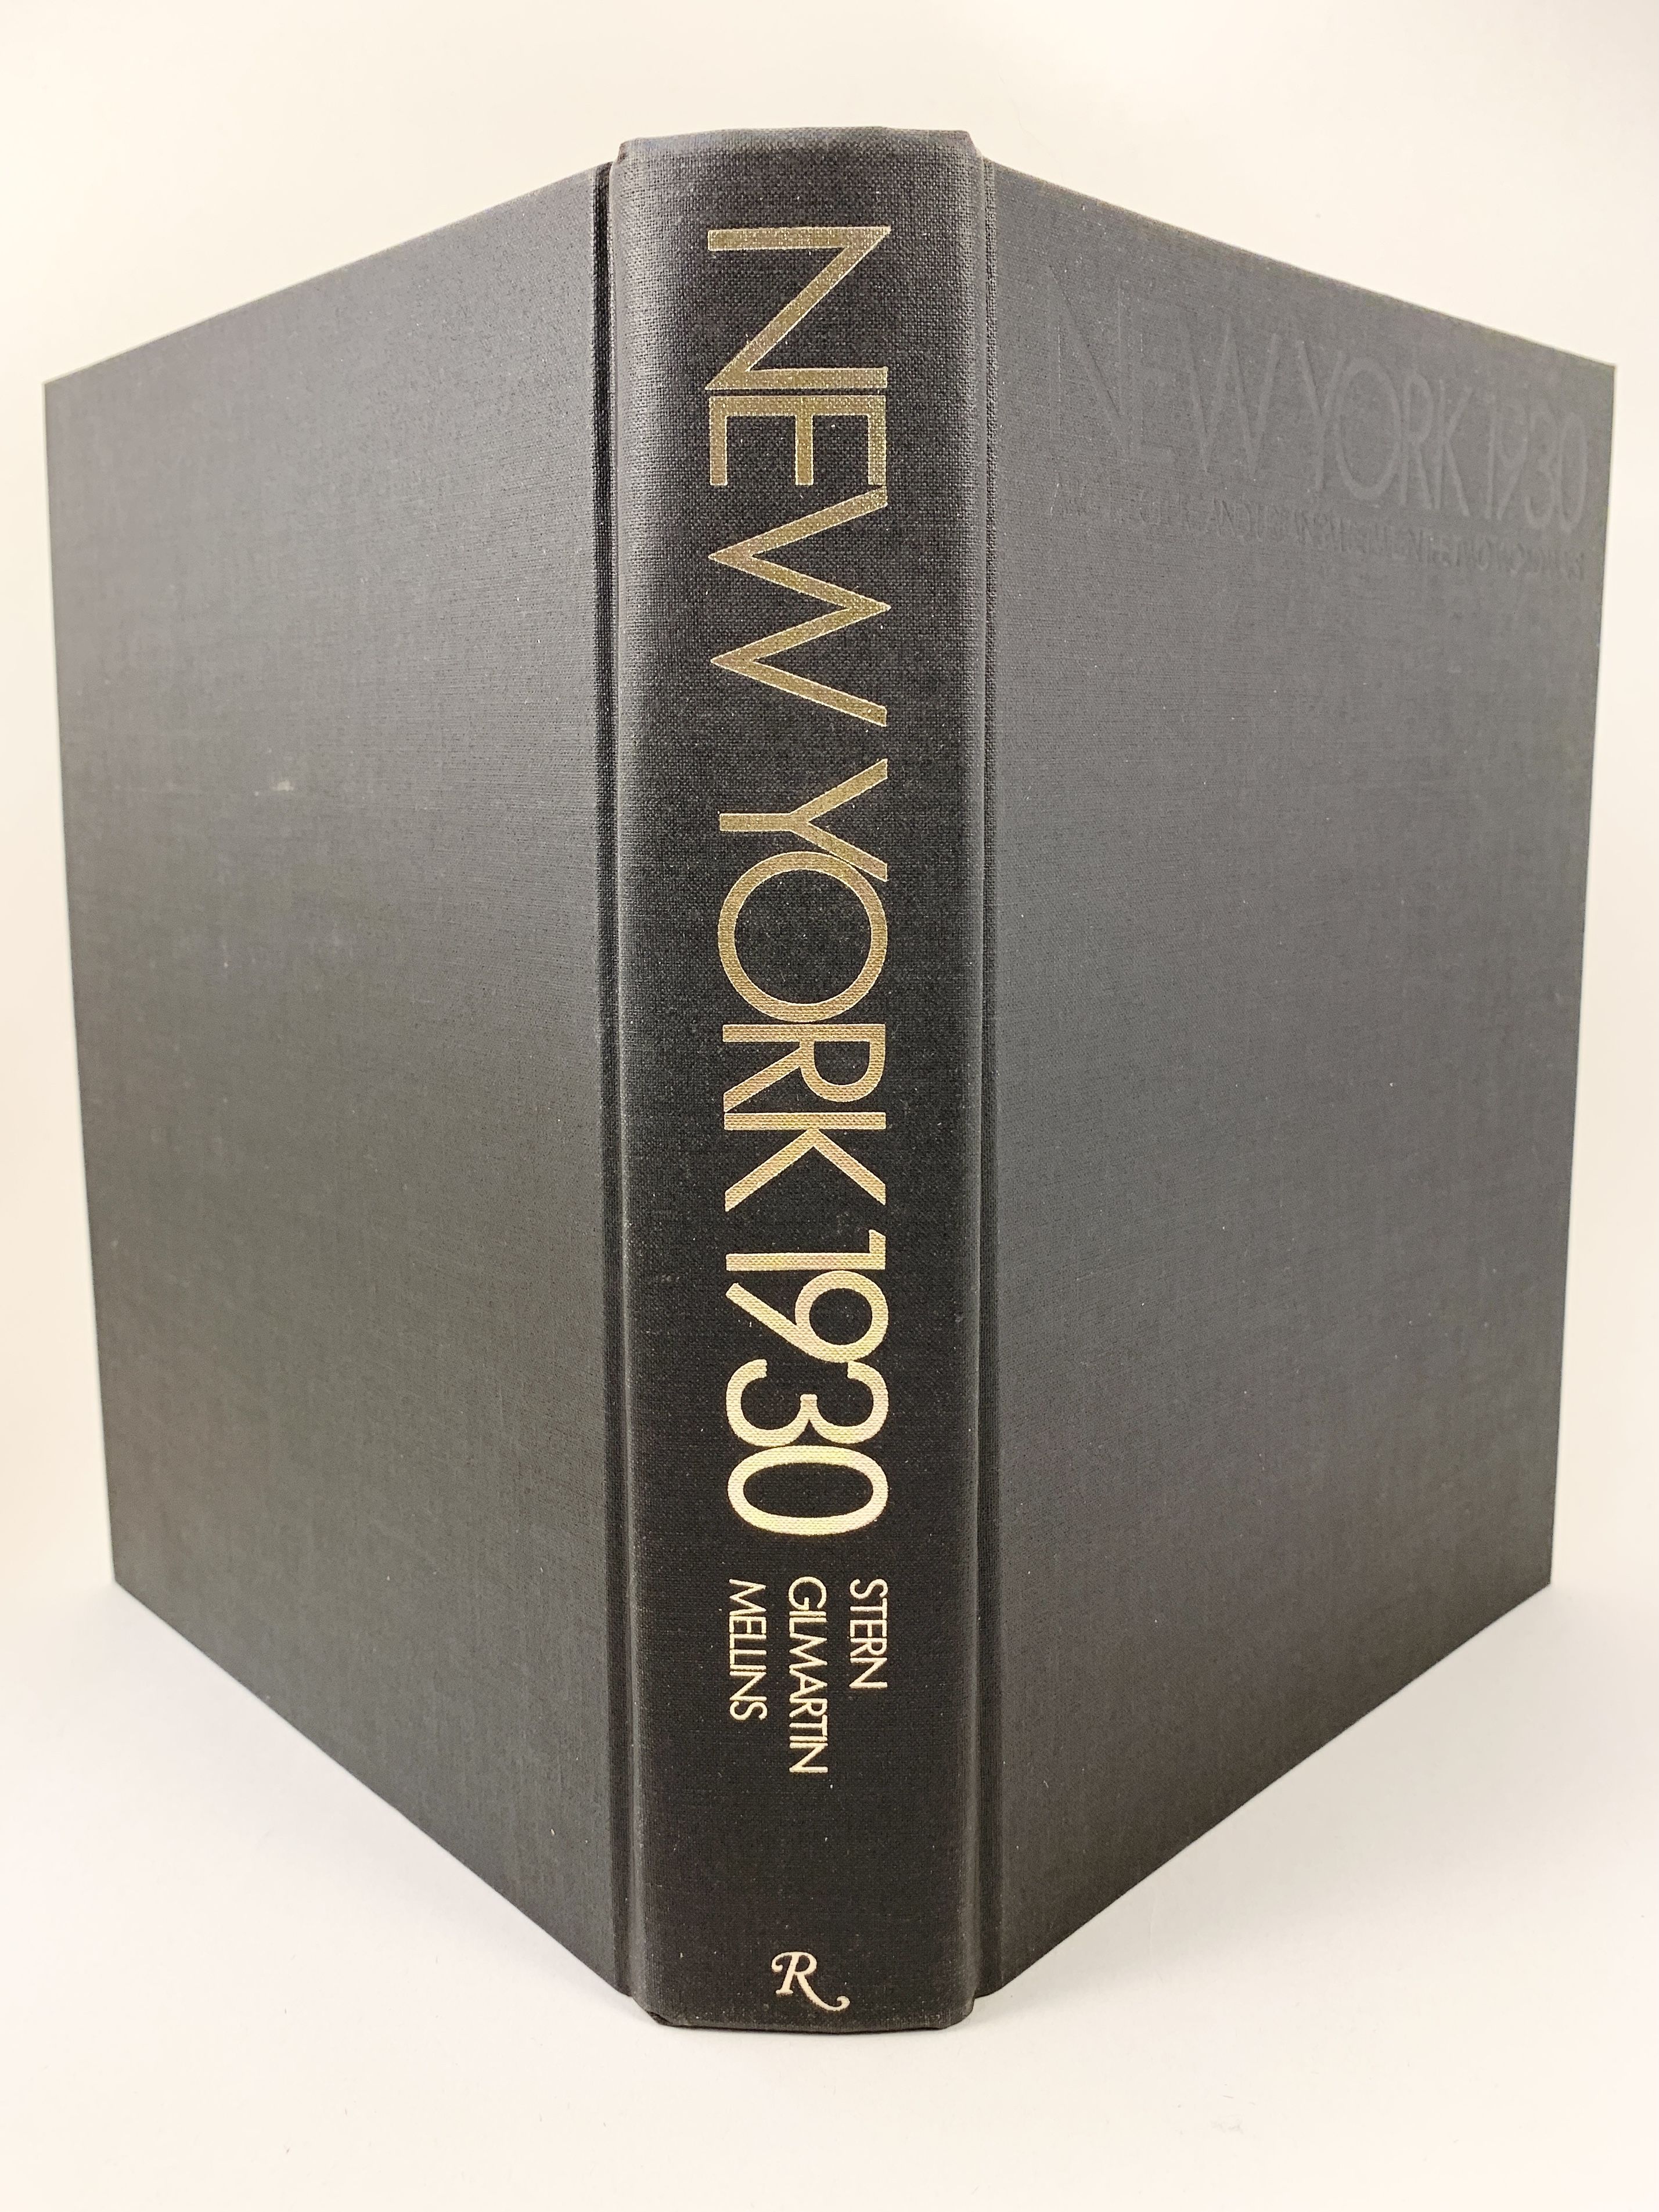 NEW YORK 1930
STERN
GILMARTIN
MELLINS
R
NEW YORK 1930